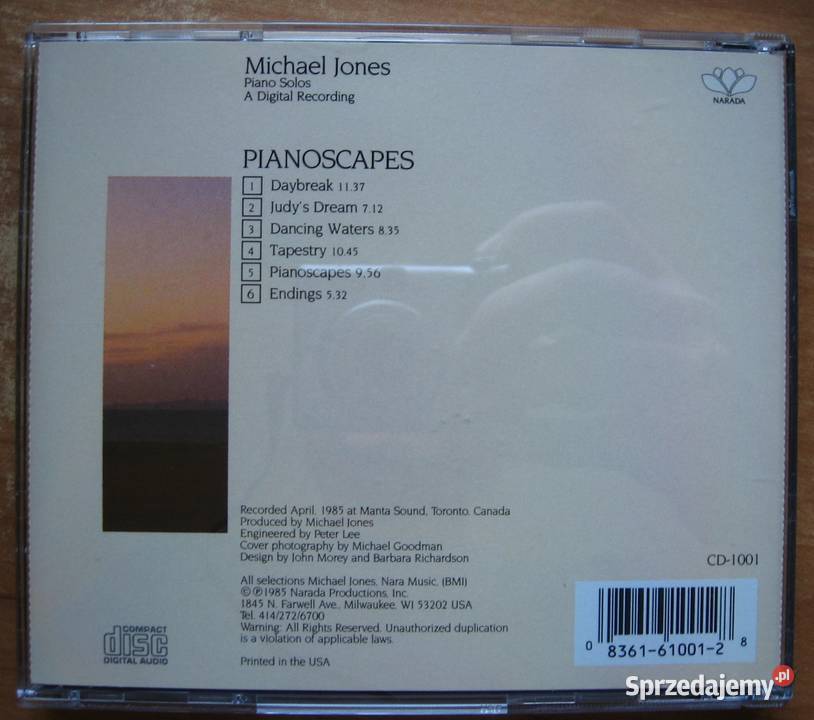 Michael Jones
Piano Solos
A Digital Recording
NARADA
PIANOSCAPES
1 Daybreak 11.37
2 Judy's Dream 7.12
3 Dancing Waters 8.35
4 Tapestry 10.45
5 Pianoscapes 9.56
6 Endings 5.32
Recorded April, 1985 at Manta Sound, Toronto, Canada
Produced by Michael Jones
Engineered by Peter Lee
Cover photography by Michael Goodman
Design by John Morey and Barbara Richardson
CD-1001
All selections Michael Jones, Nara Music, (BMI)
©℗1985 Narada Productions, Inc.
1845 N. Farwell Ave., Milwaukee, WI 53202 USA
Tel. 414/272/6700
Warning: All Rights Reserved. Unauthorized duplication
is a violation of applicable laws.
Printed in the USA
COMPACT
disc
DIGITAL AUDIO
0 8361-61001-2 8
Sprzedajemy.pl